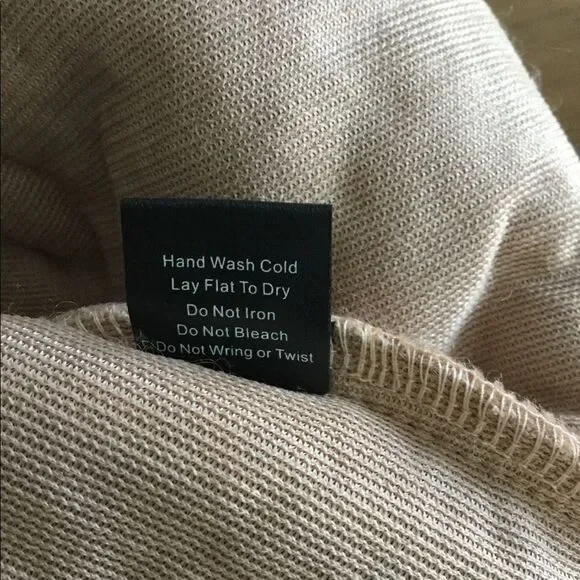 Hand Wash Cold
Lay Flat To Dry
Do Not Iron
Do Not Bleach
Do Not Wring or Twist